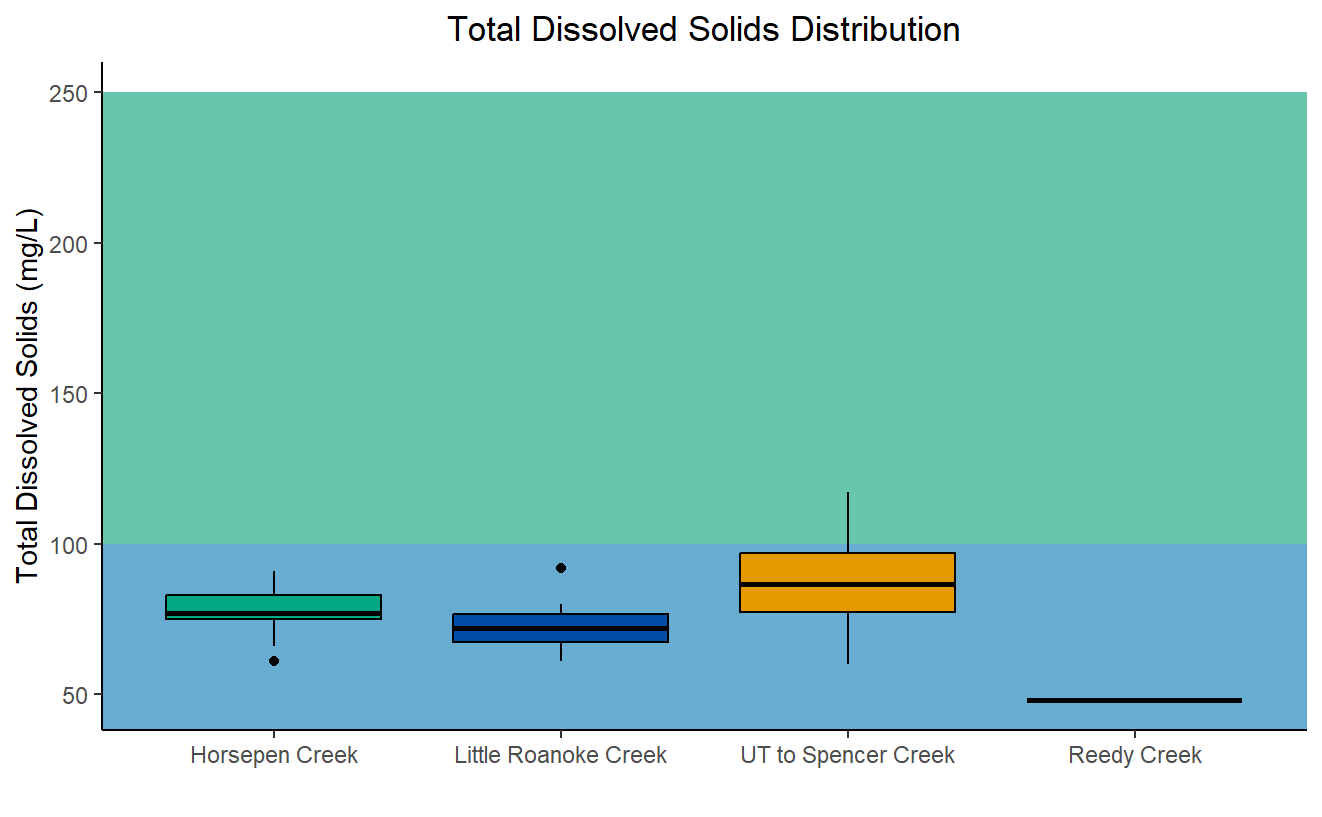 Total Dissolved Solids Distribution
Total Dissolved Solids (mg/L)
250
200
150
100
50
Horsepen Creek
Little Roanoke Creek
UT to Spencer Creek
Reedy Creek